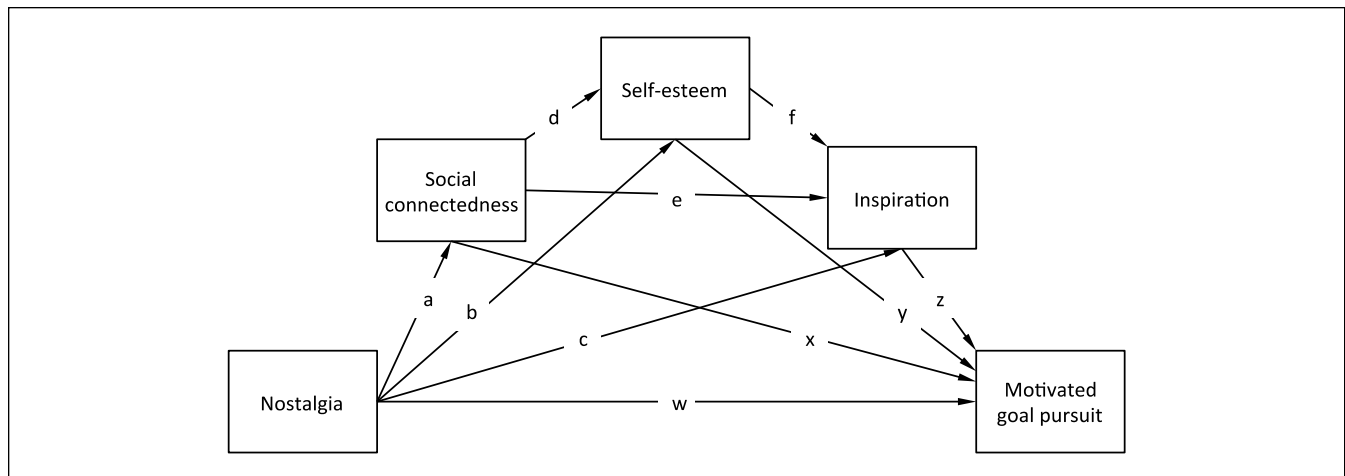 Self-esteem
d
f
Social
connectedness
e
Inspiration
a
b
c
x
y
z
Nostalgia
w
Motivated
goal pursuit